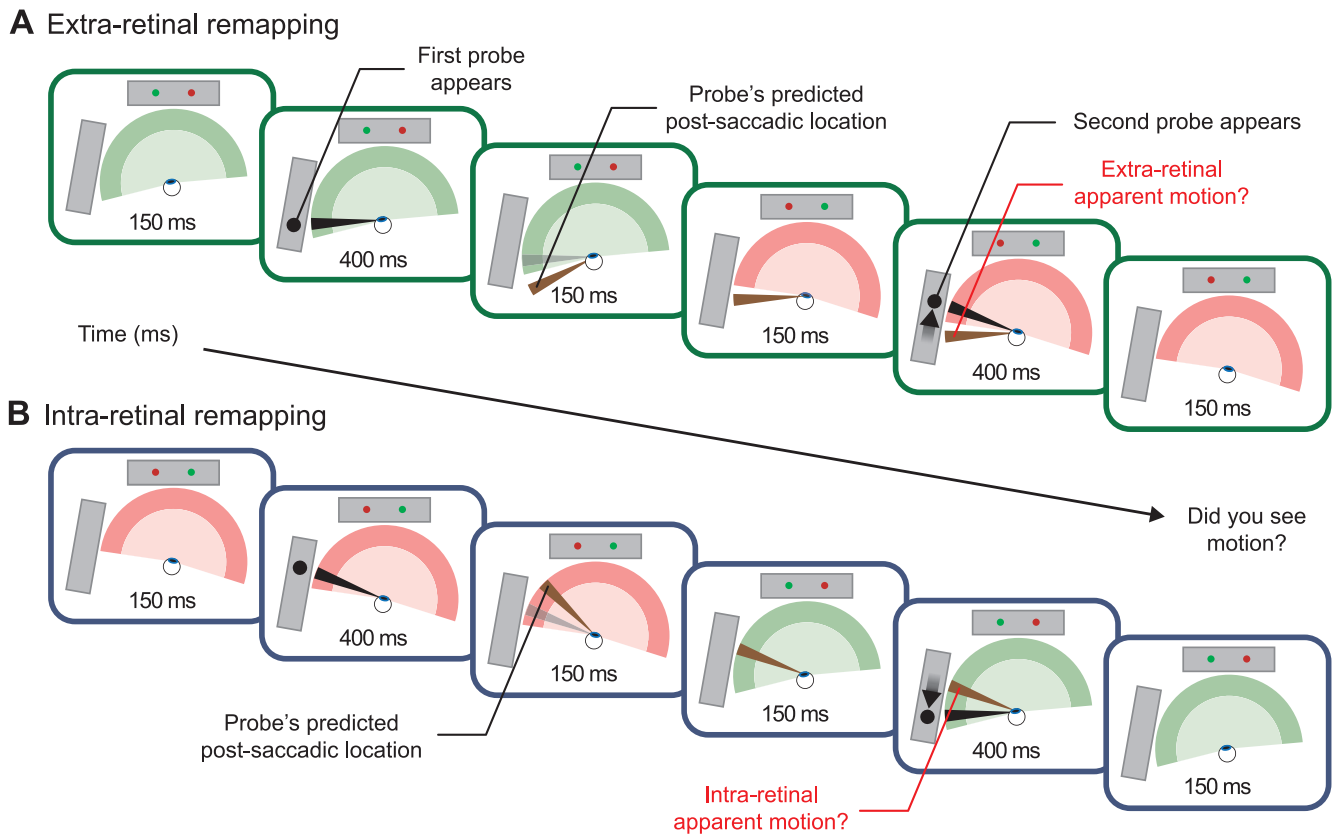 A Extra-retinal remapping
First probe
appears
Probe's predicted
post-saccadic location
Second probe appears
Extra-retinal
apparent motion?
150 ms
400 ms
150 ms
150 ms
400 ms
150 ms
Time (ms)
B Intra-retinal remapping
Did you see
motion?
150 ms
400 ms
150 ms
150 ms
400 ms
150 ms
Probe's predicted
post-saccadic location
Intra-retinal
apparent motion?